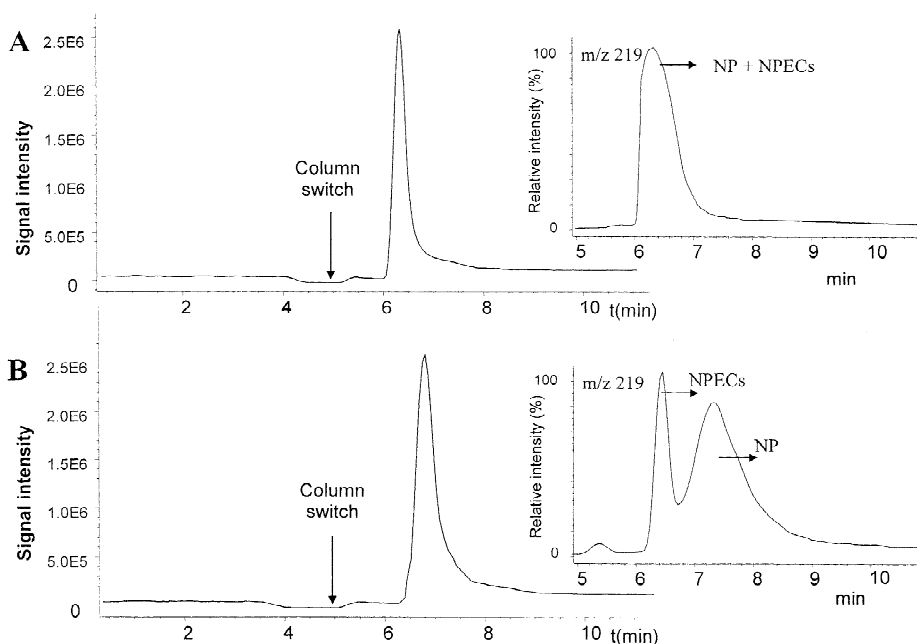 A
Signal intensity
2.5E6
2.0E6
1.5E6
1.0E6
5.0E5
0
Column
switch
2 4 6 8 10 t(min)
m/z 219
NP + NPECs
Relative intensity (%)
100
0
5 6 7 8 9 10
min
B
Signal intensity
2.5E6
2.0E6
1.5E6
1.0E6
5.0E5
0
Column
switch
2 4 6 8 10 t(min)
m/z 219
NPECs
NP
Relative intensity (%)
100
0
5 6 7 8 9 10
min